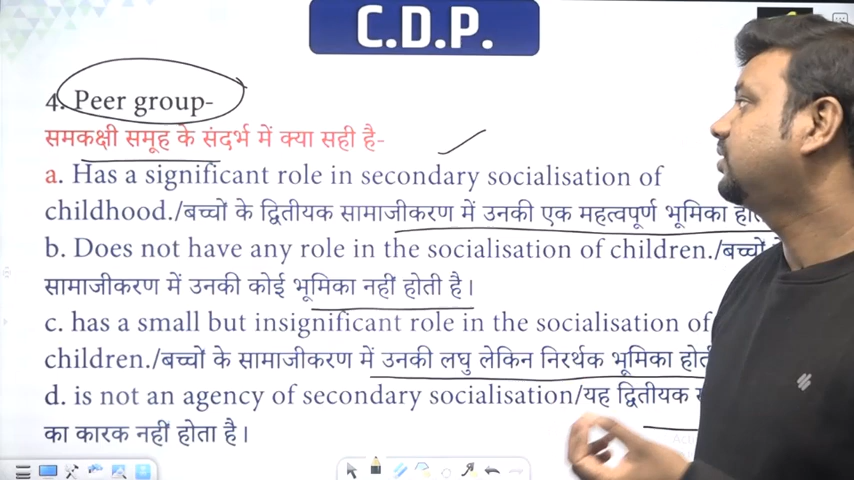 C.D.P.
4. Peer group-
समकक्षी समूह के संदर्भ में क्या सही है-
a. Has a significant role in secondary socialisation of
childhood./बच्चों के द्वितीयक सामाजीकरण में उनकी एक महत्वपूर्ण भूमिका
b. Does not have any role in the socialisation of children./बच्चों
सामाजीकरण में उनकी कोई भूमिका नहीं होती है।
c. has a small but insignificant role in the socialisation of
children./बच्चों के सामाजीकरण में उनकी लघु लेकिन निरर्थक भूमिका
d. is not an agency of secondary socialisation/यह द्वितीयक
का कारक नहीं होता है।